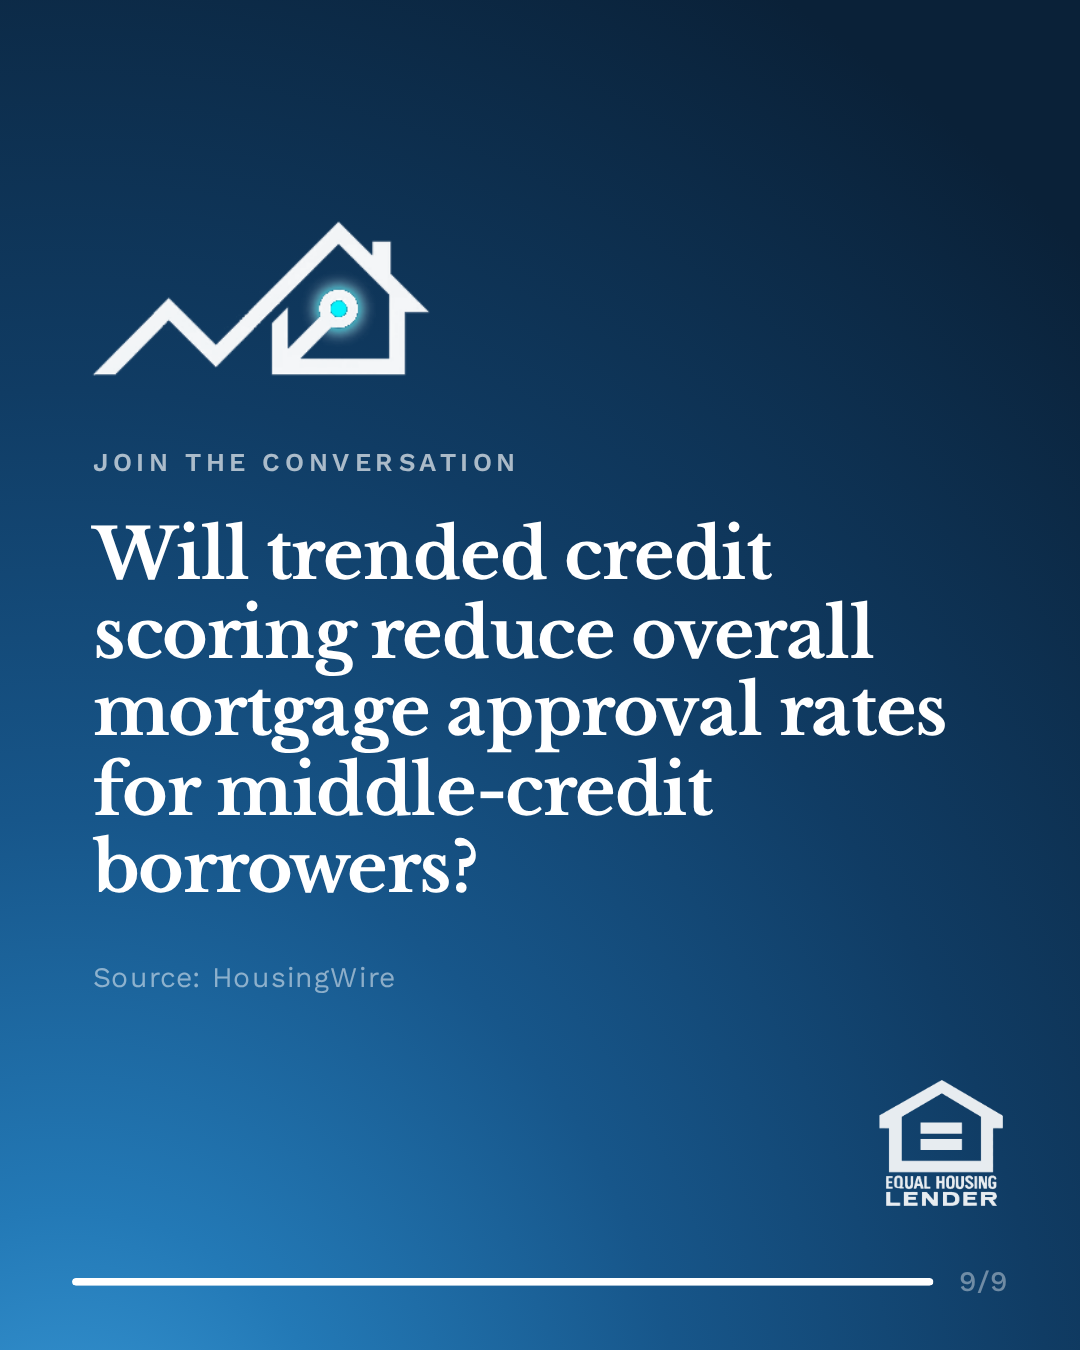 JOIN THE CONVERSATION
Will trended credit
scoring reduce overall
mortgage approval rates
for middle-credit
borrowers?
Source: HousingWire
EQUAL HOUSING
LENDER
9/9